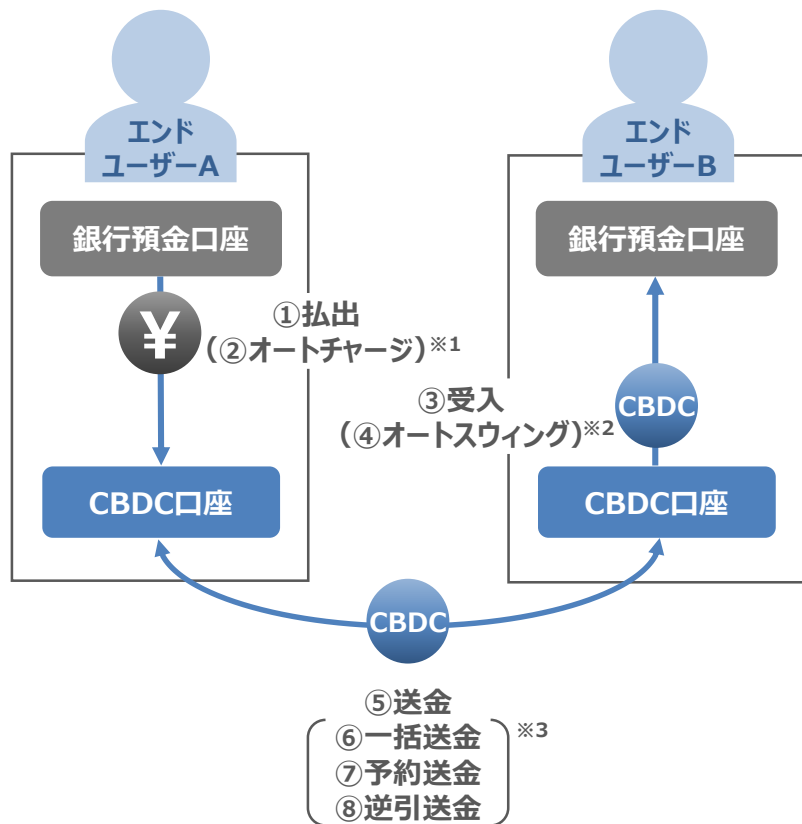 エンド
ユーザーA
エンド
ユーザーB
銀行預金口座
銀行預金口座
¥
①払出
(②オートチャージ)※1
③受入
(④オートスウィング)※2
CBDC
CBDC口座
CBDC口座
CBDC
⑤送金
⑥一括送金
※3
⑦予約送金
⑧逆引送金